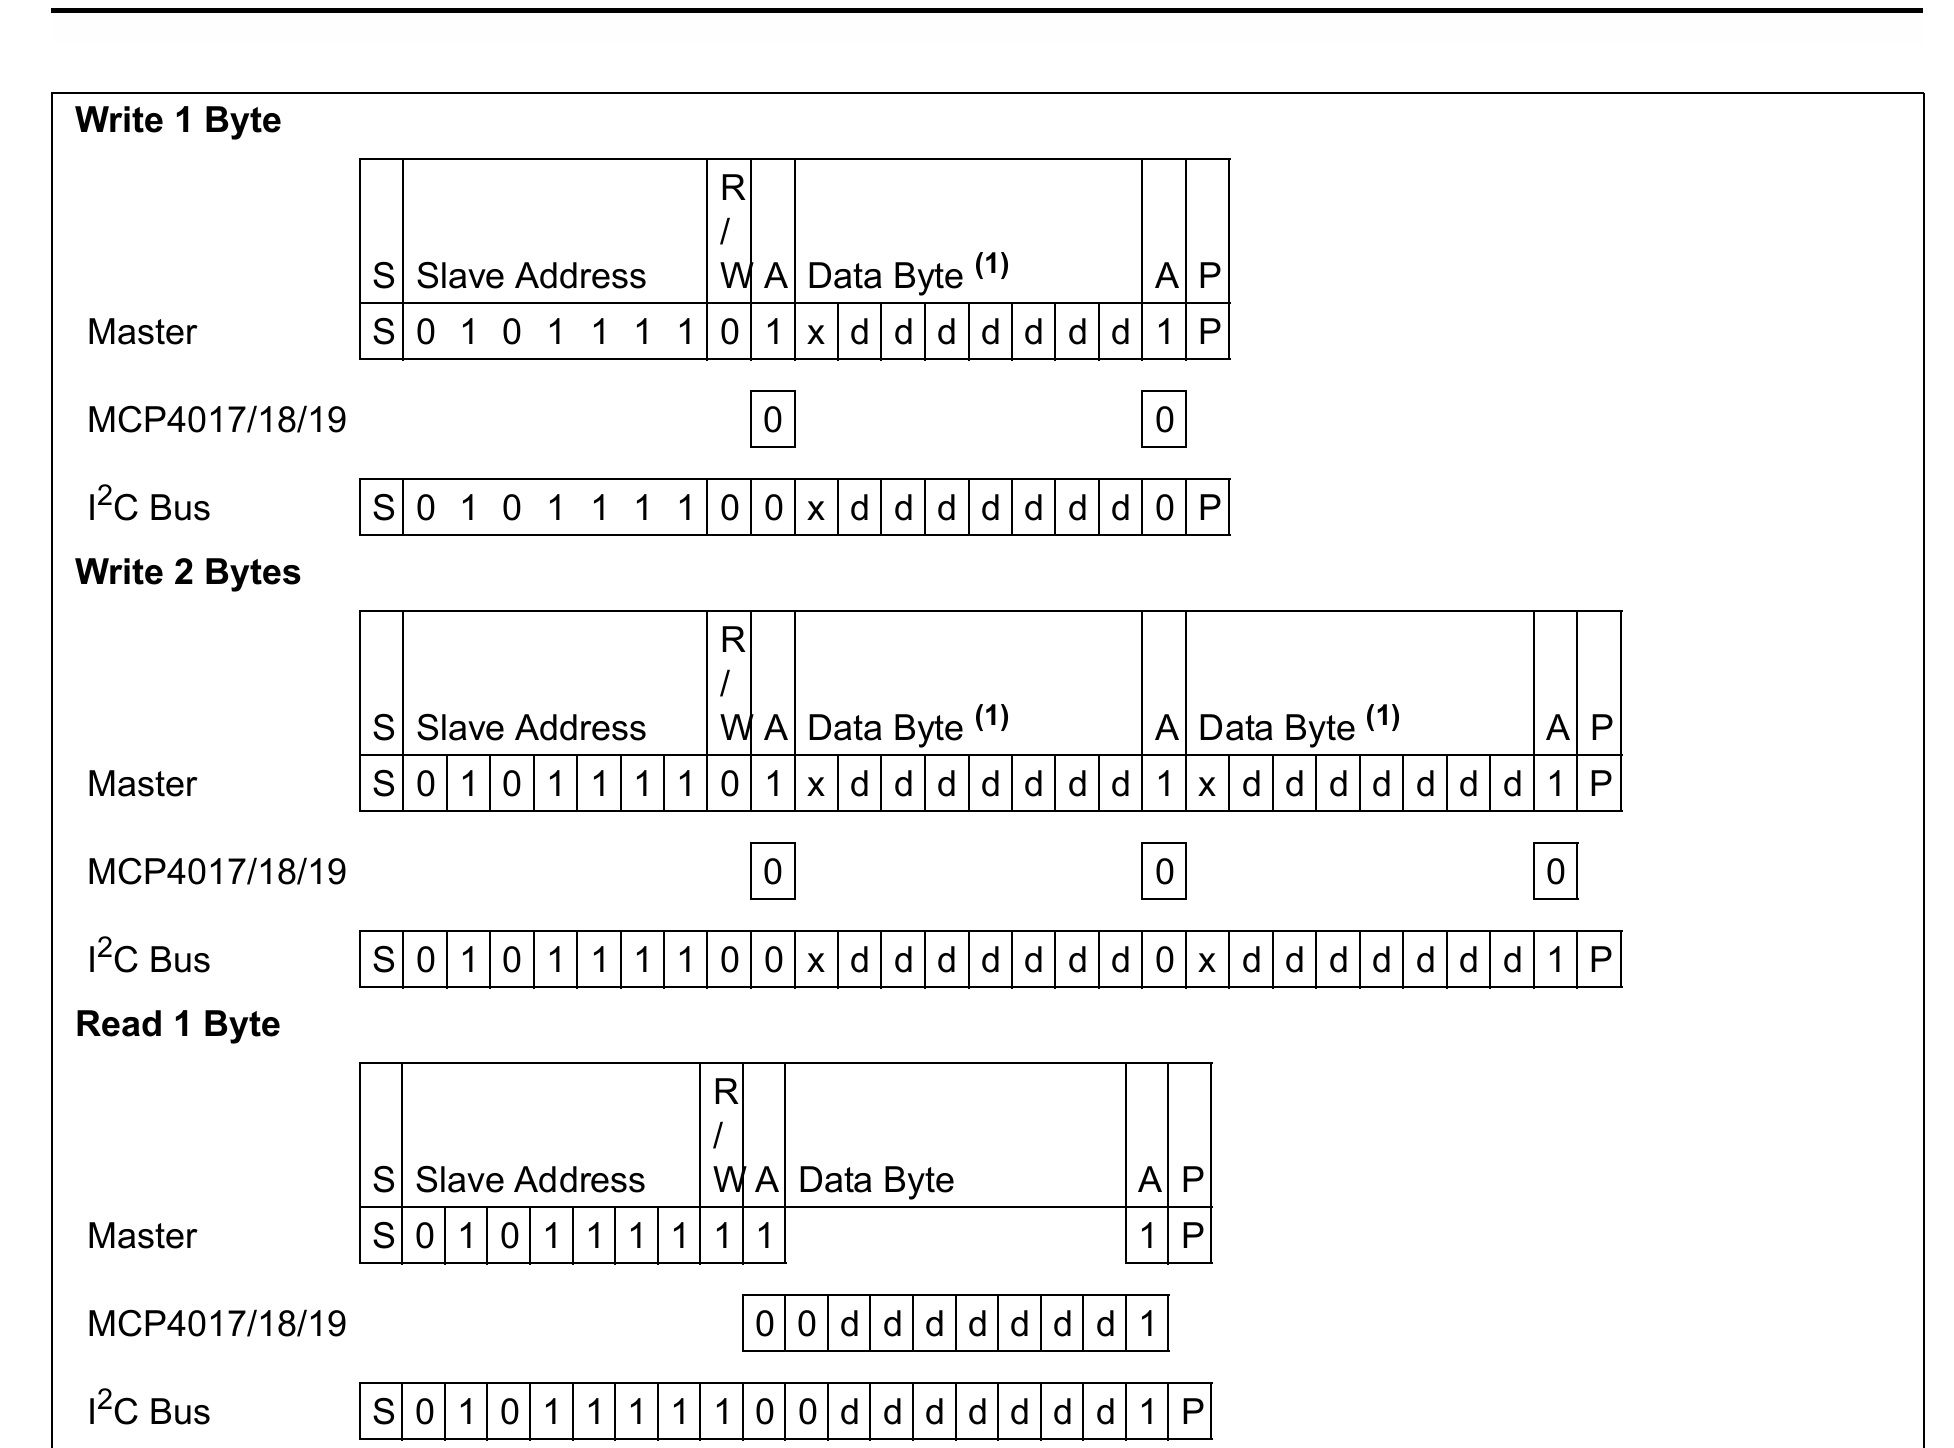 Write 1 Byte
R
/
S Slave Address W A Data Byte (1) A P
Master S 0 1 0 1 1 1 1 0 1 x d d d d d d d 1 P
MCP4017/18/19 0 0
I2C Bus S 0 1 0 1 1 1 1 0 0 x d d d d d d d 0 P
Write 2 Bytes
R
/
S Slave Address W A Data Byte (1) A Data Byte (1) A P
Master S 0 1 0 1 1 1 1 0 1 x d d d d d d d 1 x d d d d d d d 1 P
MCP4017/18/19 0 0 0
I2C Bus S 0 1 0 1 1 1 1 0 0 x d d d d d d d 0 x d d d d d d d 1 P
Read 1 Byte
R
/
S Slave Address W A Data Byte A P
Master S 0 1 0 1 1 1 1 1 1 1 P
MCP4017/18/19 0 0 d d d d d d d 1
I2C Bus S 0 1 0 1 1 1 1 1 0 0 d d d d d d d 1 P